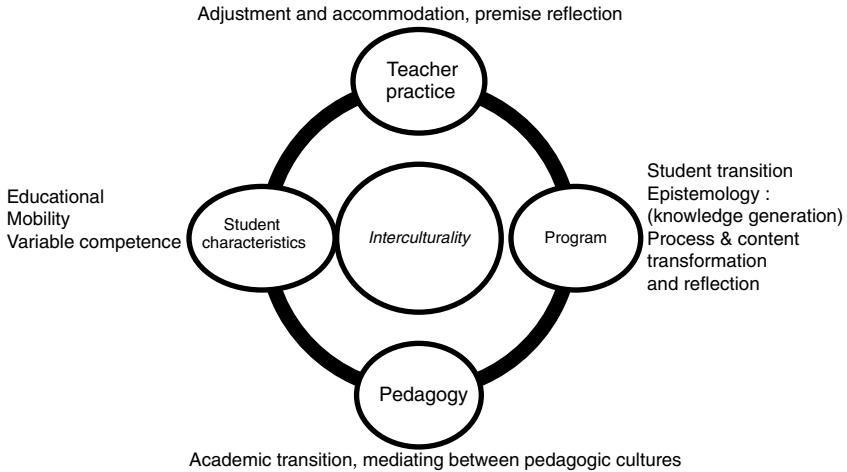 Adjustment and accommodation, premise reflection
Teacher
practice
Educational
Mobility
Variable competence
Student
characteristics
Interculturality
Program
Student transition
Epistemology :
(knowledge generation)
Process & content
transformation
and reflection
Pedagogy
Academic transition, mediating between pedagogic cultures